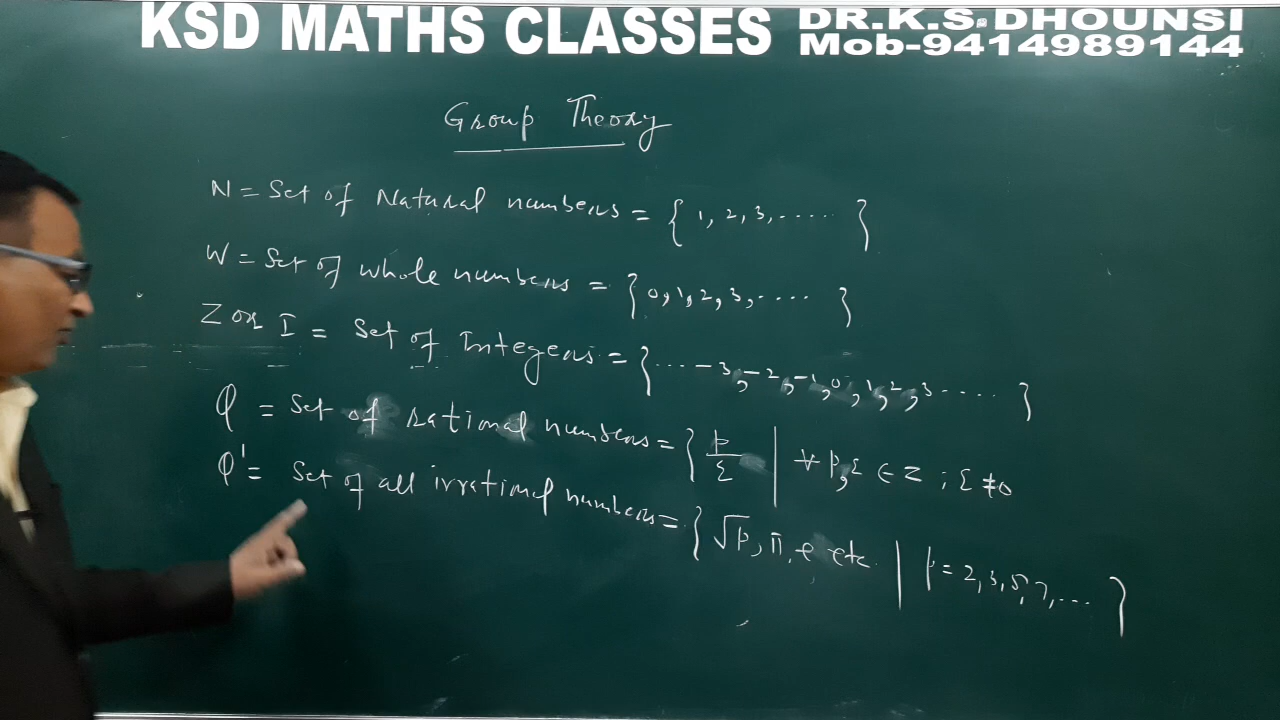 KSD MATHS CLASSES DR.K.S.DHOUNSI
Mob-9414989144
Group Theory
N = Set of Natural numbers = { 1, 2, 3, ..... }
W = Set of whole numbers = { 0, 1, 2, 3, .... }
Z or I = Set of Integers = { ... -3, -2, -1, 0, 1, 2, 3 .... }
Q = Set of rational numbers = { p/q | ∀ p, q ∈ Z ; q ≠ 0
Q' = Set of all irrational numbers = { √p, π, e etc. | p = 2, 3, 5, 7, ... }